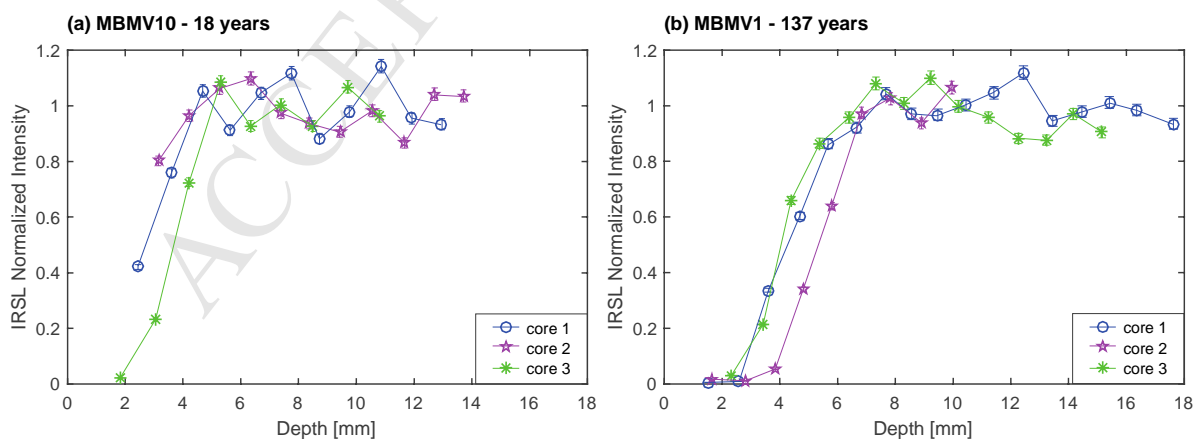 (a) MBMV10 - 18 years
1.2
1
0.8
0.6
0.4
0.2
0
IRSL Normalized Intensity
0 2 4 6 8 10 12 14 16 18
Depth [mm]
core 1
core 2
core 3
ACCE
(b) MBMV1 - 137 years
1.2
1
0.8
0.6
0.4
0.2
0
IRSL Normalized Intensity
0 2 4 6 8 10 12 14 16 18
Depth [mm]
core 1
core 2
core 3